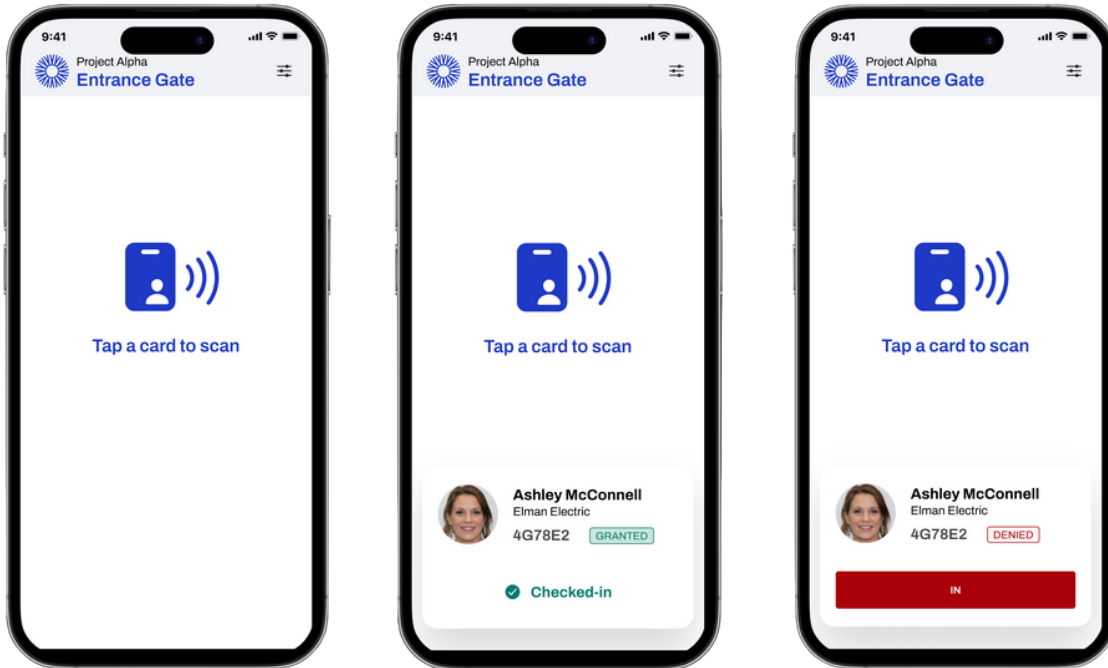 9:41
Project Alpha
Entrance Gate
Tap a card to scan
9:41
Project Alpha
Entrance Gate
Tap a card to scan
Ashley McConnell
Elman Electric
4G78E2 GRANTED
Checked-in
9:41
Project Alpha
Entrance Gate
Tap a card to scan
Ashley McConnell
Elman Electric
4G78E2 DENIED
IN